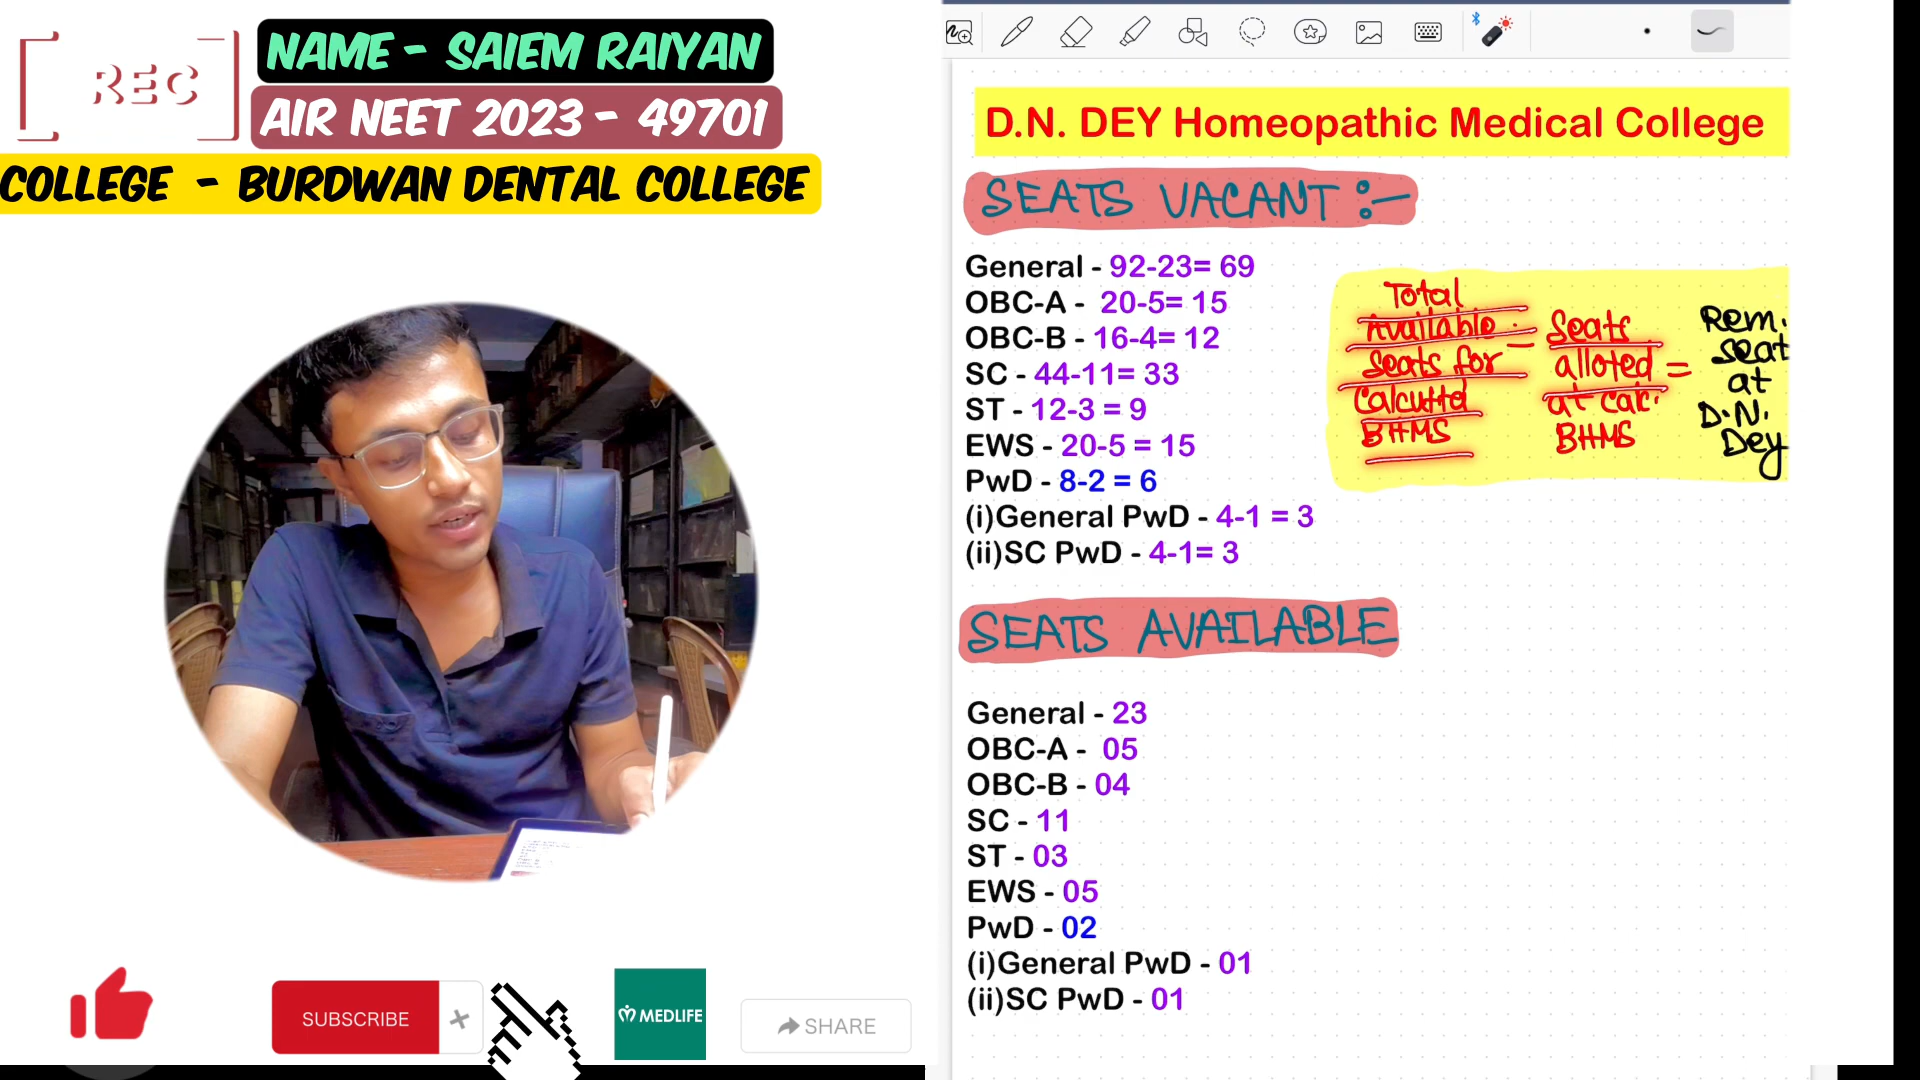 REC
NAME - SAIEM RAIYAN
AIR NEET 2023 - 49701
COLLEGE - BURDWAN DENTAL COLLEGE
D.N. DEY Homeopathic Medical College
SEATS VACANT :-
General - 92-23= 69
OBC-A - 20-5= 15
OBC-B - 16-4= 12
SC - 44-11= 33
ST - 12-3 = 9
EWS - 20-5 = 15
PwD - 8-2 = 6
(i)General PwD - 4-1 = 3
(ii)SC PwD - 4-1= 3
Total
Available
Seats for
Calcutta
BHMS
-
Seats
alloted
at calc.
BHMS
=
Rem.
seat
at
D.N.
Dey
SEATS AVAILABLE
General - 23
OBC-A - 05
OBC-B - 04
SC - 11
ST - 03
EWS - 05
PwD - 02
(i)General PwD - 01
(ii)SC PwD - 01
SUBSCRIBE +
MEDLIFE
SHARE